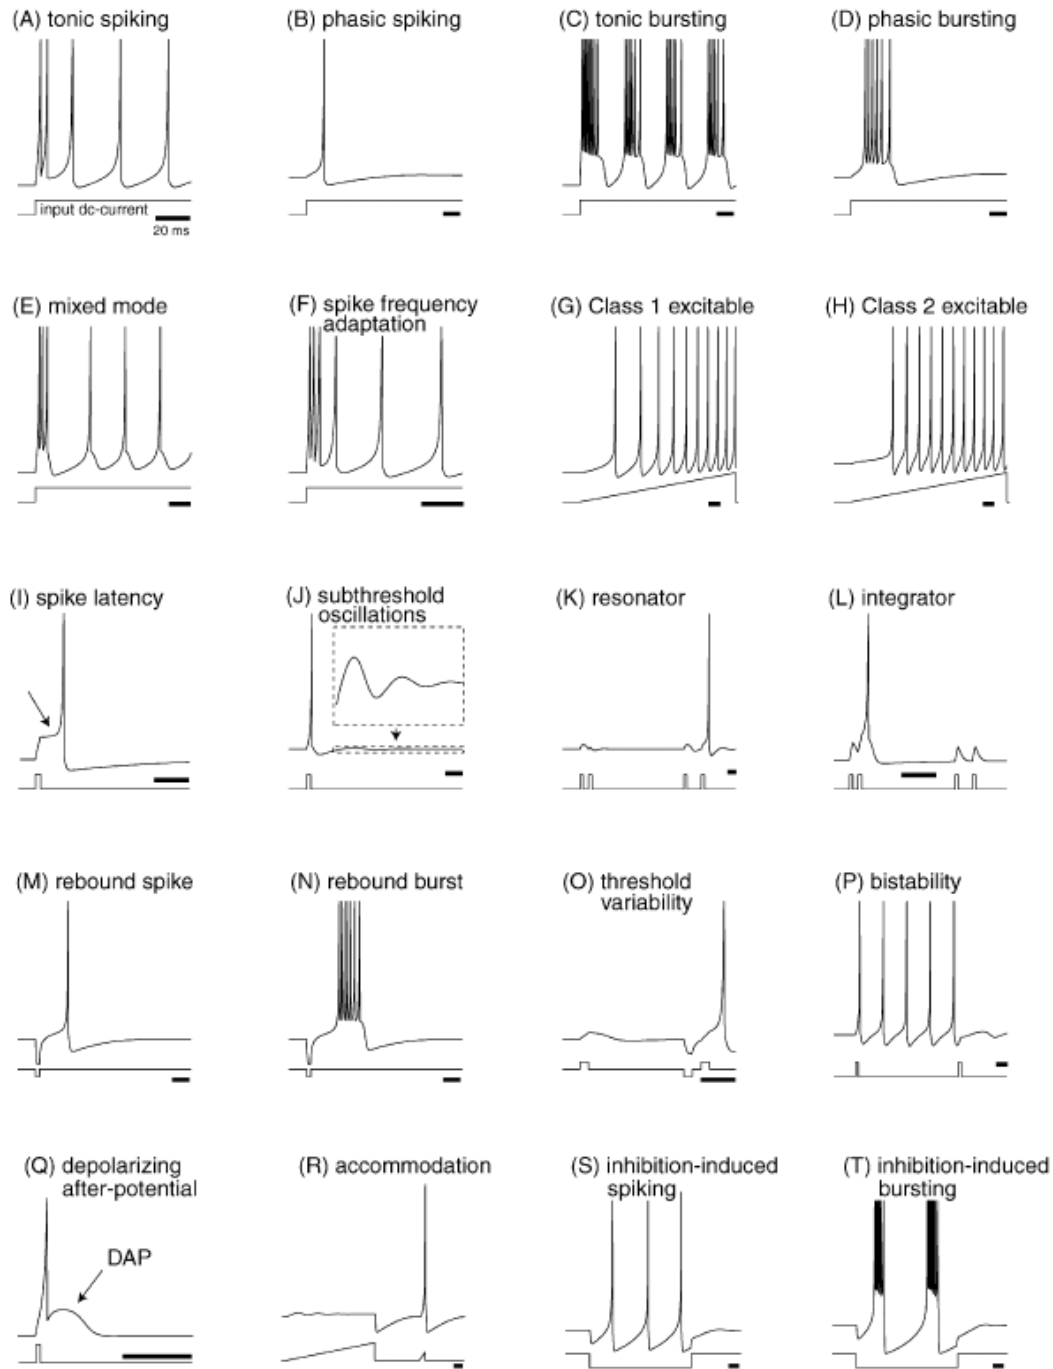 (A) tonic spiking
(B) phasic spiking
(C) tonic bursting
(D) phasic bursting
input dc-current
20 ms
(E) mixed mode
(F) spike frequency
adaptation
(G) Class 1 excitable
(H) Class 2 excitable
(I) spike latency
(J) subthreshold
oscillations
(K) resonator
(L) integrator
(M) rebound spike
(N) rebound burst
(O) threshold
variability
(P) bistability
(Q) depolarizing
after-potential
DAP
(R) accommodation
(S) inhibition-induced
spiking
(T) inhibition-induced
bursting